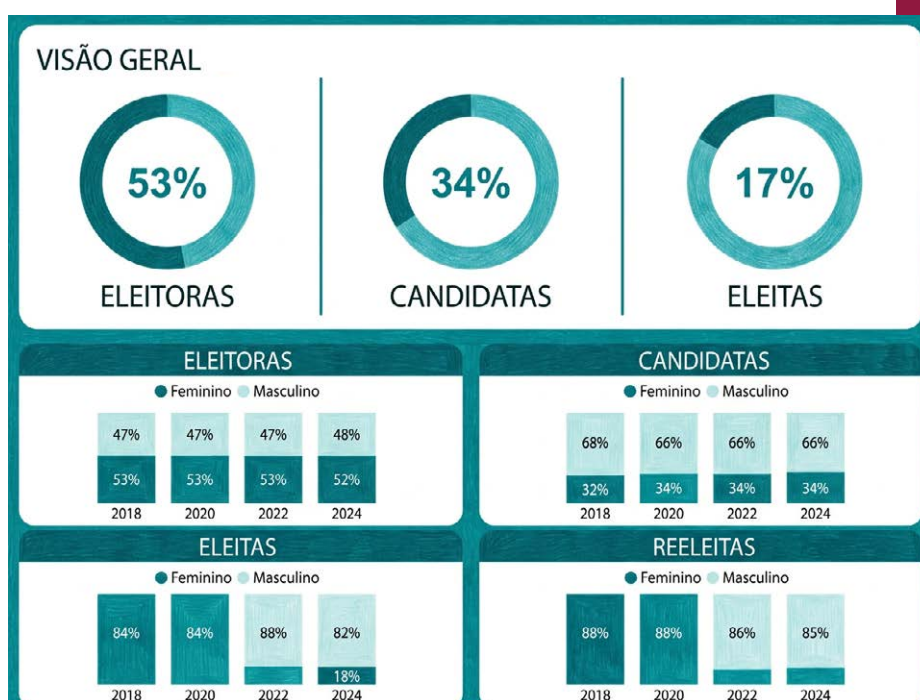 VISÃO GERAL
53%
34%
17%
ELEITORAS
CANDIDATAS
ELEITAS
ELEITORAS
Feminino Masculino
47% 47% 47% 48%
53% 53% 53% 52%
2018 2020 2022 2024
CANDIDATAS
Feminino Masculino
68% 66% 66% 66%
32% 34% 34% 34%
2018 2020 2022 2024
ELEITAS
Feminino Masculino
84% 84% 88% 82%
18%
2018 2020 2022 2024
REELEITAS
Feminino Masculino
88% 88% 86% 85%
2018 2020 2022 2024